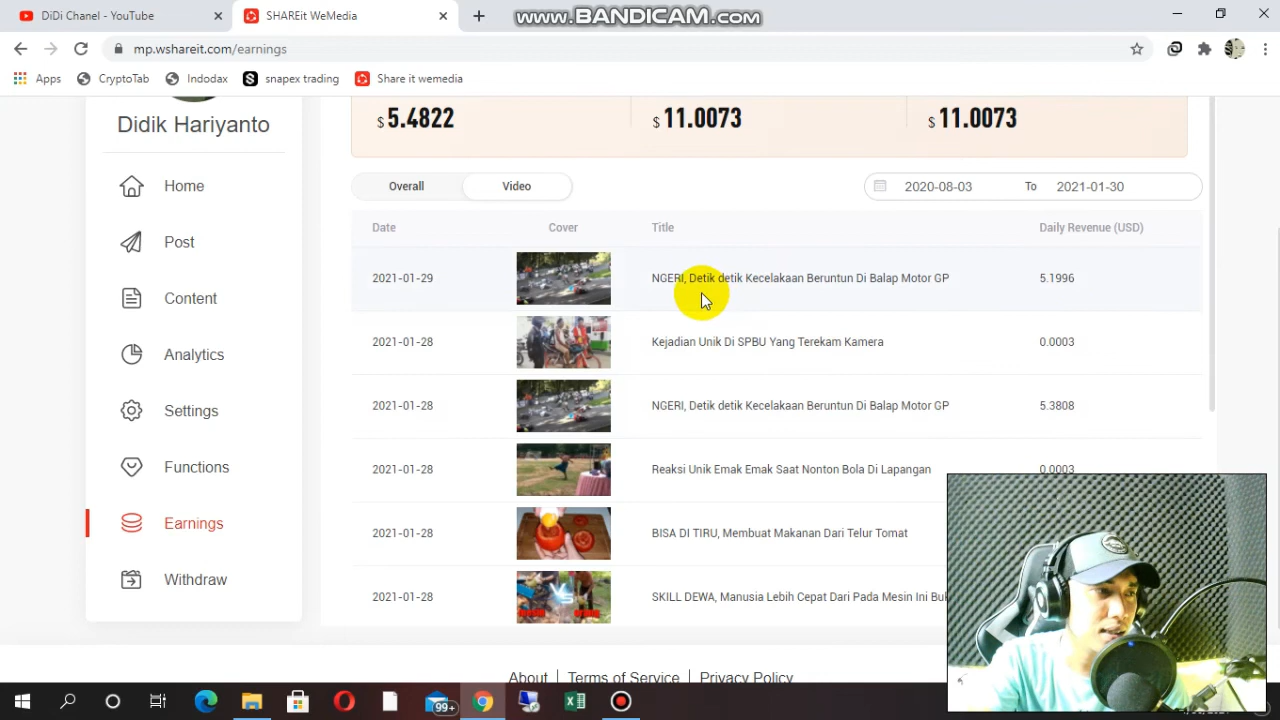 DiDi Chanel - YouTube
SHAREit WeMedia
www.BANDICAM.com
mp.wshareit.com/earnings
Apps CryptoTab Indodax snapex trading Share it wemedia
Didik Hariyanto
Home
Post
Content
Analytics
Settings
Functions
Earnings
Withdraw
$ 5.4822 $ 11.0073 $ 11.0073
Overall Video 2020-08-03 To 2021-01-30
Date Cover Title Daily Revenue (USD)
2021-01-29 NGERI, Detik detik Kecelakaan Beruntun Di Balap Motor GP 5.1996
2021-01-28 Kejadian Unik Di SPBU Yang Terekam Kamera 0.0003
2021-01-28 NGERI, Detik detik Kecelakaan Beruntun Di Balap Motor GP 5.3808
2021-01-28 Reaksi Unik Emak Emak Saat Nonton Bola Di Lapangan 0.0003
2021-01-28 BISA DI TIRU, Membuat Makanan Dari Telur Tomat
2021-01-28 SKILL DEWA, Manusia Lebih Cepat Dari Pada Mesin Ini Buk
VS
About Terms of Service Privacy Policy
99+